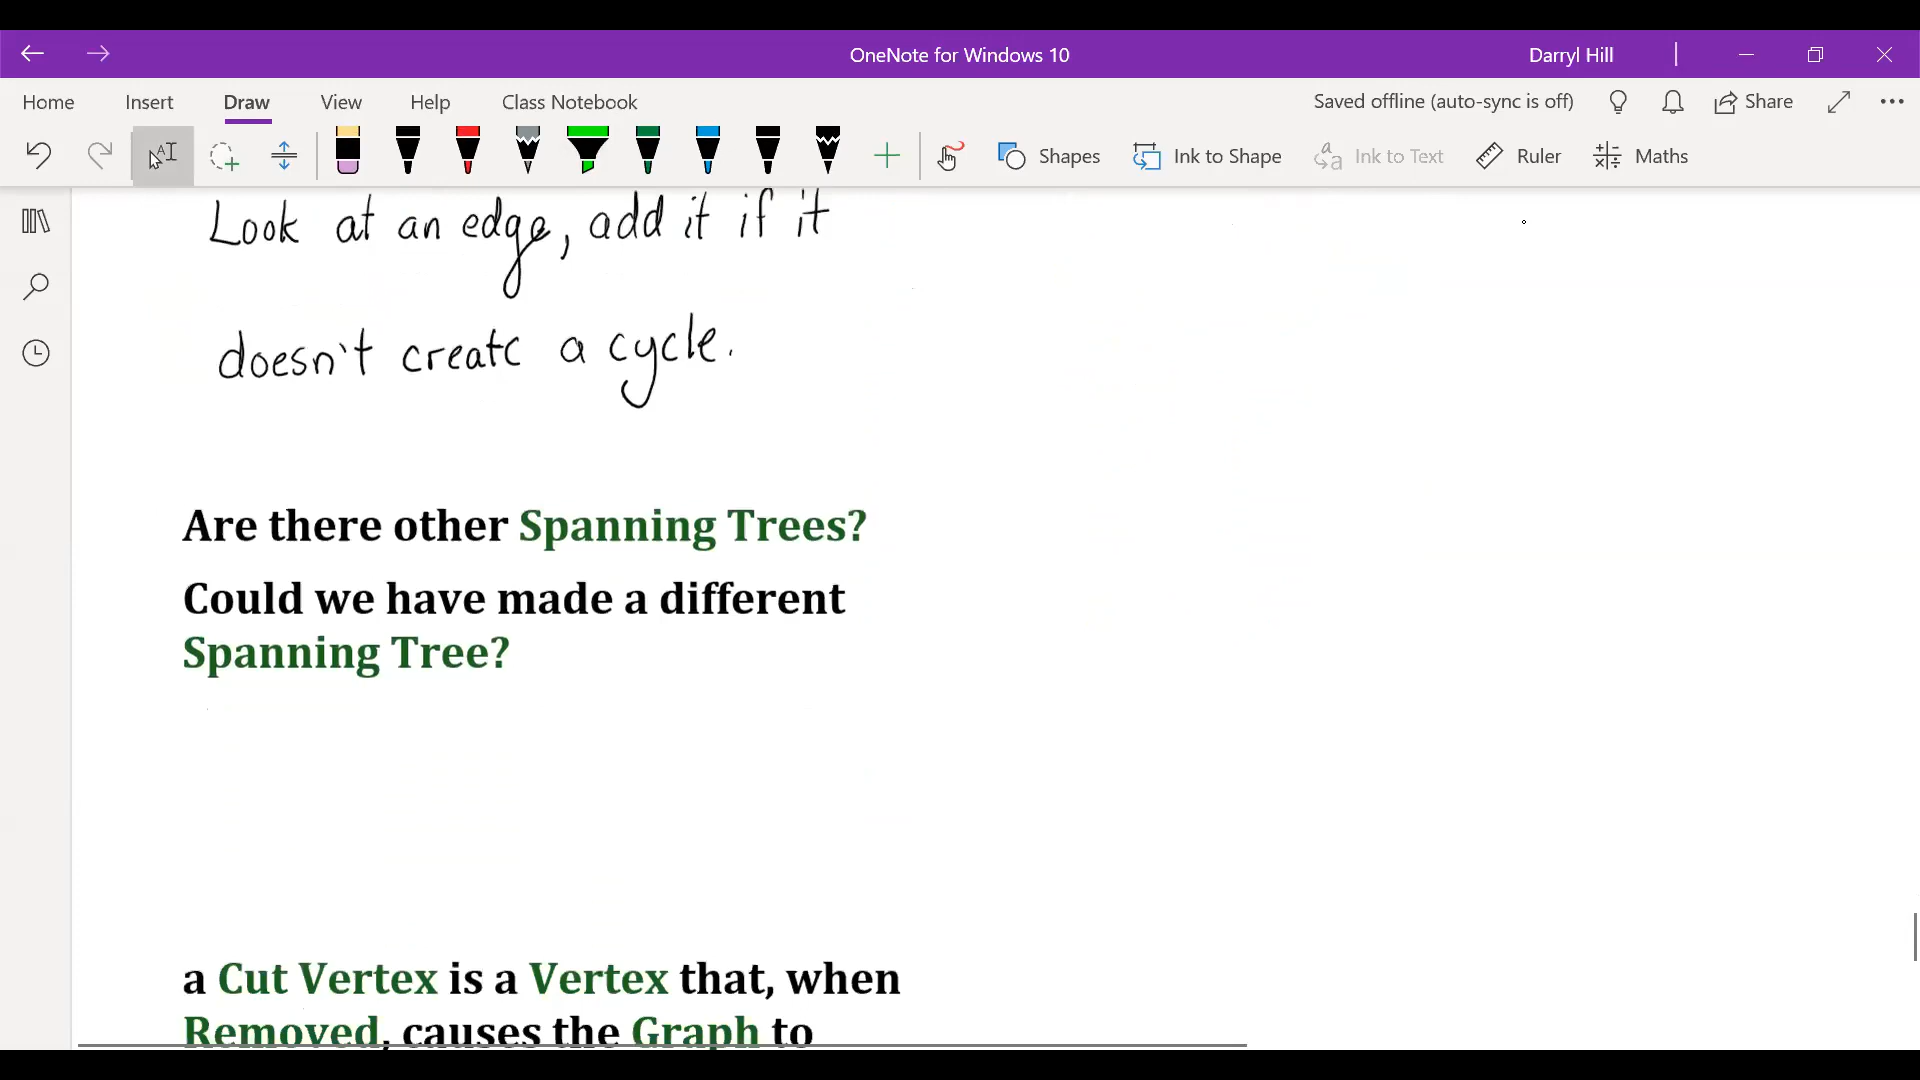 OneNote for Windows 10
Darryl Hill
Home Insert Draw View Help Class Notebook
Saved offline (auto-sync is off) Share
Shapes Ink to Shape Ink to Text Ruler Maths
Look at an edge, add it if it
doesn't create a cycle.
Are there other Spanning Trees?
Could we have made a different
Spanning Tree?
a Cut Vertex is a Vertex that, when
Removed, causes the Graph to